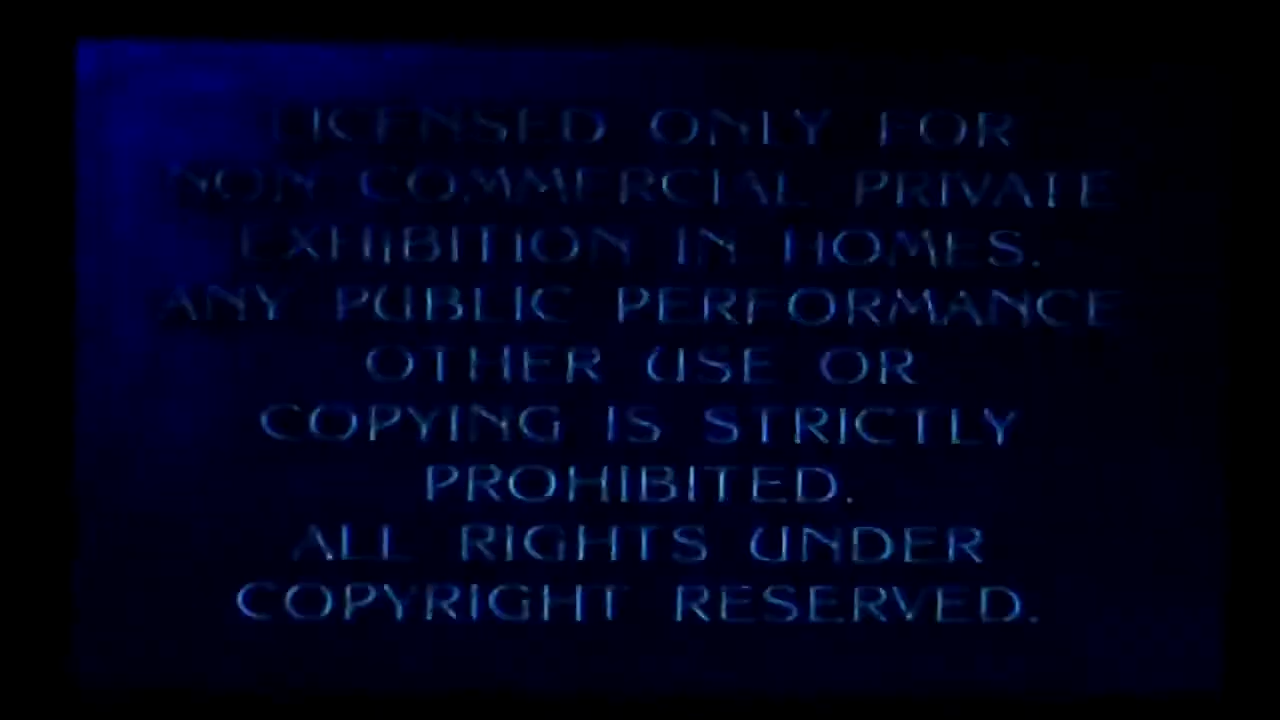 LICENSED ONLY FOR
NON COMMERCIAL PRIVATE
EXHIBITION IN HOMES.
ANY PUBLIC PERFORMANCE
OTHER USE OR
COPYING IS STRICTLY
PROHIBITED.
ALL RIGHTS UNDER
COPYRIGHT RESERVED.